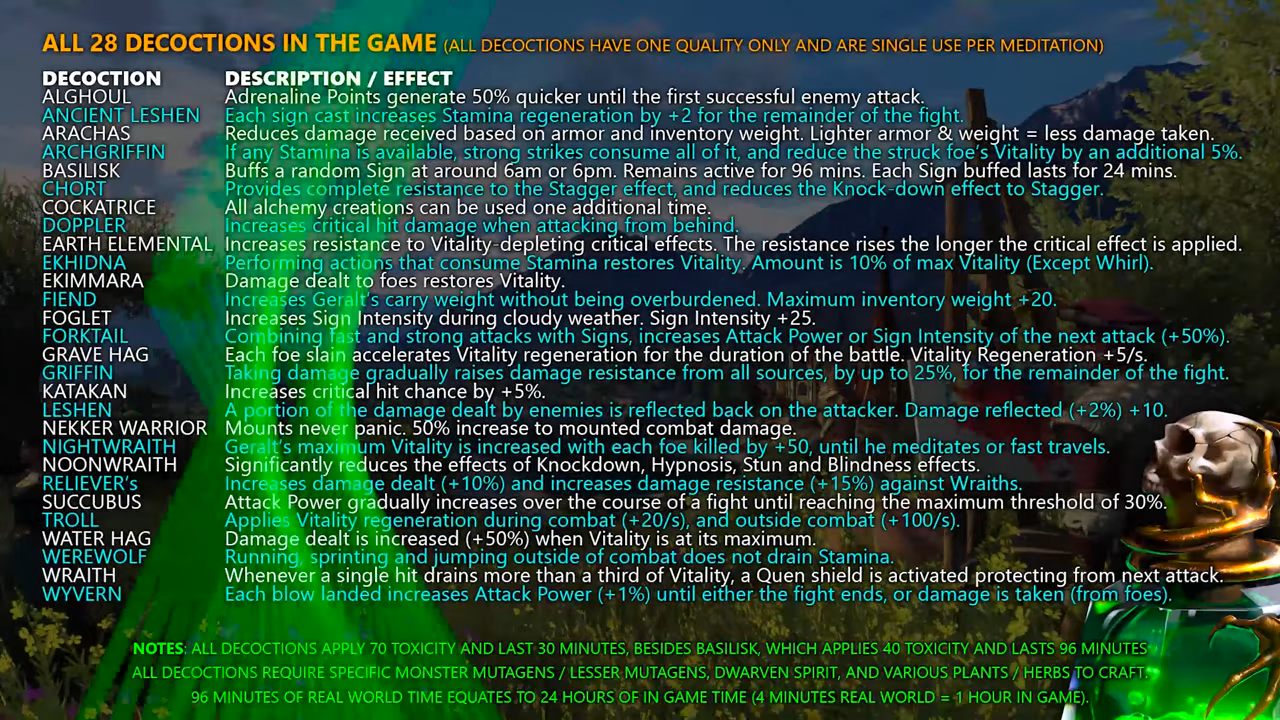 ALL 28 DECOCTIONS IN THE GAME (ALL DECOCTIONS HAVE ONE QUALITY ONLY AND ARE SINGLE USE PER MEDITATION)
DECOCTION DESCRIPTION / EFFECT
ALGHOUL Adrenaline Points generate 50% quicker until the first successful enemy attack.
ANCIENT LESHEN Each sign cast increases Stamina regeneration by +2 for the remainder of the fight.
ARACHAS Reduces damage received based on armor and inventory weight. Lighter armor & weight = less damage taken.
ARCHGRIFFIN If any Stamina is available, strong strikes consume all of it, and reduce the struck foe's Vitality by an additional 5%.
BASILISK Buffs a random Sign at around 6am or 6pm. Remains active for 96 mins. Each Sign buffed lasts for 24 mins.
CHORT Provides complete resistance to the Stagger effect, and reduces the Knock-down effect to Stagger.
COCKATRICE All alchemy creations can be used one additional time.
DOPPLER Increases critical hit damage when attacking from behind.
EARTH ELEMENTAL Increases resistance to Vitality-depleting critical effects. The resistance rises the longer the critical effect is applied.
EKHIDNA Performing actions that consume Stamina restores Vitality. Amount is 10% of max Vitality (Except Whirl).
EKIMMARA Damage dealt to foes restores Vitality.
FIEND Increases Geralt's carry weight without being overburdened. Maximum inventory weight +20.
FOGLET Increases Sign Intensity during cloudy weather. Sign Intensity +25.
FORKTAIL Combining fast and strong attacks with Signs, increases Attack Power or Sign Intensity of the next attack (+50%).
GRAVE HAG Each foe slain accelerates Vitality regeneration for the duration of the battle. Vitality Regeneration +5/s.
GRIFFIN Taking damage gradually raises damage resistance from all sources, by up to 25%, for the remainder of the fight.
KATAKAN Increases critical hit chance by +5%.
LESHEN A portion of the damage dealt by enemies is reflected back on the attacker. Damage reflected (+2%) +10.
NEKKER WARRIOR Mounts never panic. 50% increase to mounted combat damage.
NIGHTWRAITH Geralt's maximum Vitality is increased with each foe killed by +50, until he meditates or fast travels.
NOONWRAITH Significantly reduces the effects of Knockdown, Hypnosis, Stun and Blindness effects.
RELIEVER's Increases damage dealt (+10%) and increases damage resistance (+15%) against Wraiths.
SUCCUBUS Attack Power gradually increases over the course of a fight until reaching the maximum threshold of 30%.
TROLL Applies Vitality regeneration during combat (+20/s), and outside combat (+100/s).
WATER HAG Damage dealt is increased (+50%) when Vitality is at its maximum.
WEREWOLF Running, sprinting and jumping outside of combat does not drain Stamina.
WRAITH Whenever a single hit drains more than a third of Vitality, a Quen shield is activated protecting from next attack.
WYVERN Each blow landed increases Attack Power (+1%) until either the fight ends, or damage is taken (from foes).
NOTES: ALL DECOCTIONS APPLY 70 TOXICITY AND LAST 30 MINUTES, BESIDES BASILISK, WHICH APPLIES 40 TOXICITY AND LASTS 96 MINUTES
ALL DECOCTIONS REQUIRE SPECIFIC MONSTER MUTAGENS / LESSER MUTAGENS, DWARVEN SPIRIT, AND VARIOUS PLANTS / HERBS TO CRAFT.
96 MINUTES OF REAL WORLD TIME EQUATES TO 24 HOURS OF IN GAME TIME (4 MINUTES REAL WORLD = 1 HOUR IN GAME).